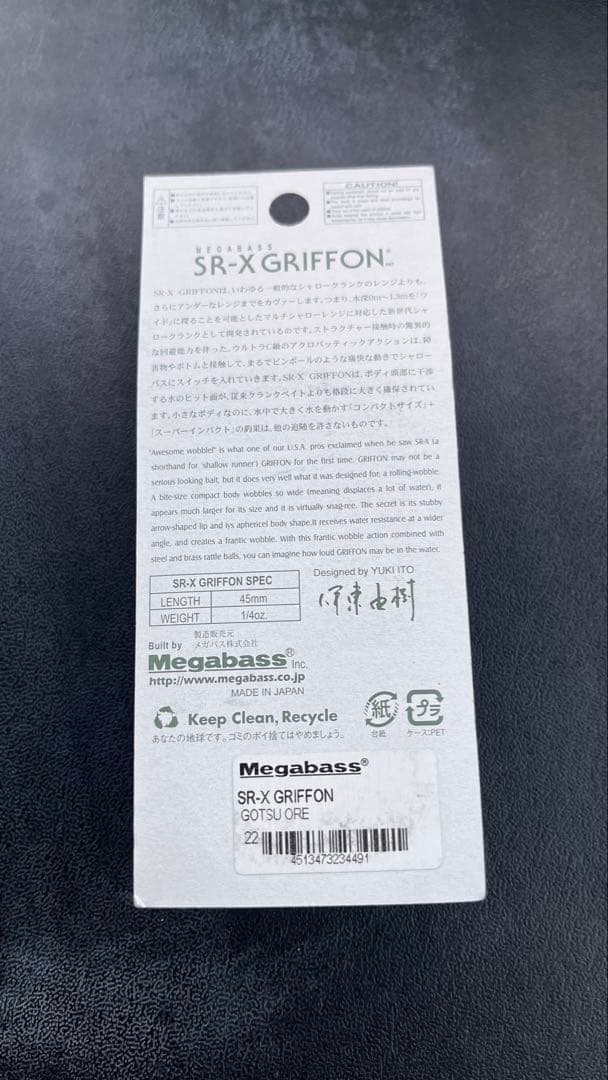 注意
CAUTION!
MEGABASS
SR-X GRIFFON
SR-X GRIFFONは、いわゆる一般的なシャロークランクのレンジよりも、
さらにアンダーなレンジまでをカヴァーします。つまり、水深0m〜1.3mを「ワ
イド」に探ることを可能としたマルチシャローレンジに対応した新世代シャ
ロークランクとして開発されているのです。ストラクチャー接触時の驚異的
な回避能力を伴った、ウルトラC級のアクロバッティックアクションは、障
害物やボトムと接触して、まるでピンボールのような痛快な動きでシャロー
バスにスイッチを入れていきます。SR-X GRIFFONは、ボディ頭部に干渉
する水のヒット面が、従来クランクベイトよりも格段に大きく確保されてい
ます。小さなボディなのに、水中で大きく水を動かす「コンパクトサイズ」+
「スーパーインパクト」の釣果は、他の追随を許さないものです。
"Awesome wobble!" is what one of our U.S.A. pros exclaimed when he saw SR-X (a
shorthand for 'shallow runner') GRIFFON for the first time. GRIFFON may not be a
serious looking bait, but it does very well what it was designed for: a rolling-wobble.
A bite-size compact body wobbles so wide (meaning displaces a lot of water), it
appears much larger for its size and it is virtually snag-ree. The secret is its stubby
arrow-shaped lip and lys aphericel body shape.It receives water resistance at a wider
angle, and creates a frantic wobble. With this frantic wobble action combined with
steel and brass rattle balls, you can imagine how loud GRIFFON may be in the water.
SR-X GRIFFON SPEC
LENGTH 45mm
WEIGHT 1/4oz.
Designed by YUKI ITO
伊東由樹
製造販売元
Built by メガバス株式会社
Megabass® Inc.
http://www.megabass.co.jp
MADE IN JAPAN
Keep Clean, Recycle
あなたの地球です。ゴミのポイ捨てはやめましょう。
紙
台紙
プラ
ケース:PET
Megabass®
SR-X GRIFFON
GOTSU ORE
22
4513473234491